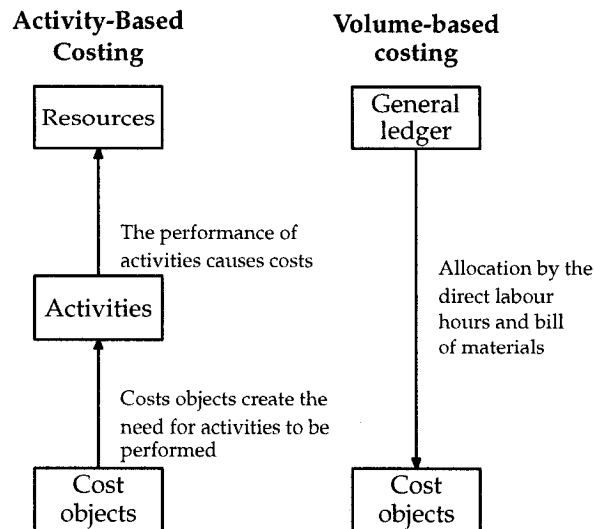 Activity-Based
Costing
Resources
The performance of
activities causes costs
Activities
Costs objects create the
need for activities to be
performed
Cost
objects
Volume-based
costing
General
ledger
Allocation by the
direct labour
hours and bill
of materials
Cost
objects